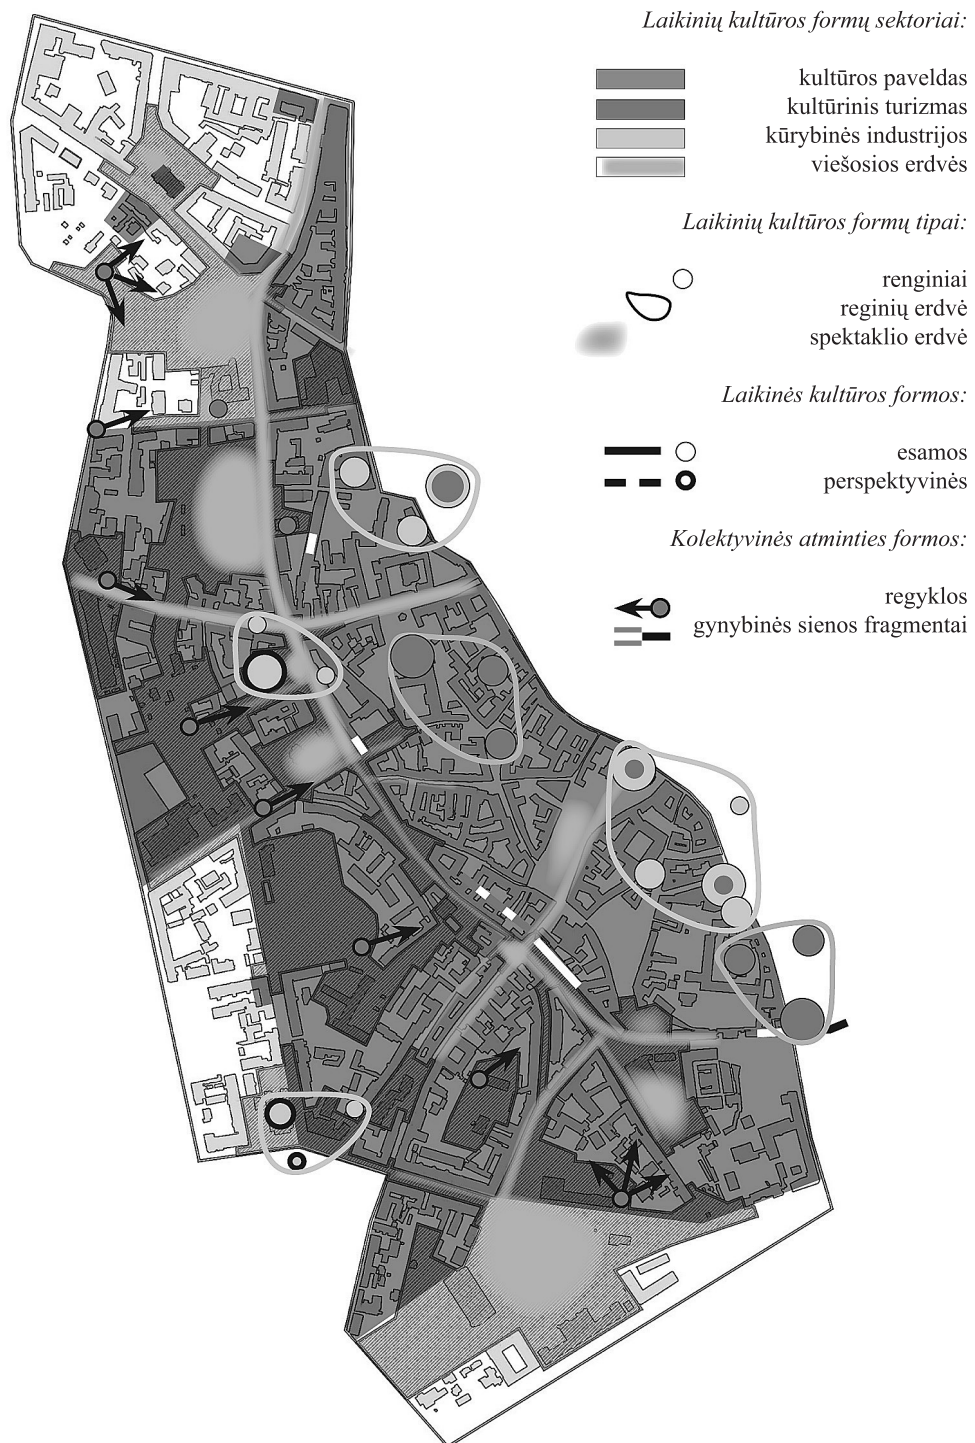 Laikinių kultūros formų sektoriai:
kultūros paveldas
kultūrinis turizmas
kūrybinės industrijos
viešosios erdvės
Laikinių kultūros formų tipai:
renginiai
reginių erdvė
spektaklio erdvė
Laikinės kultūros formos:
esamos
perspektyvinės
Kolektyvinės atminties formos:
regyklos
gynybinės sienos fragmentai